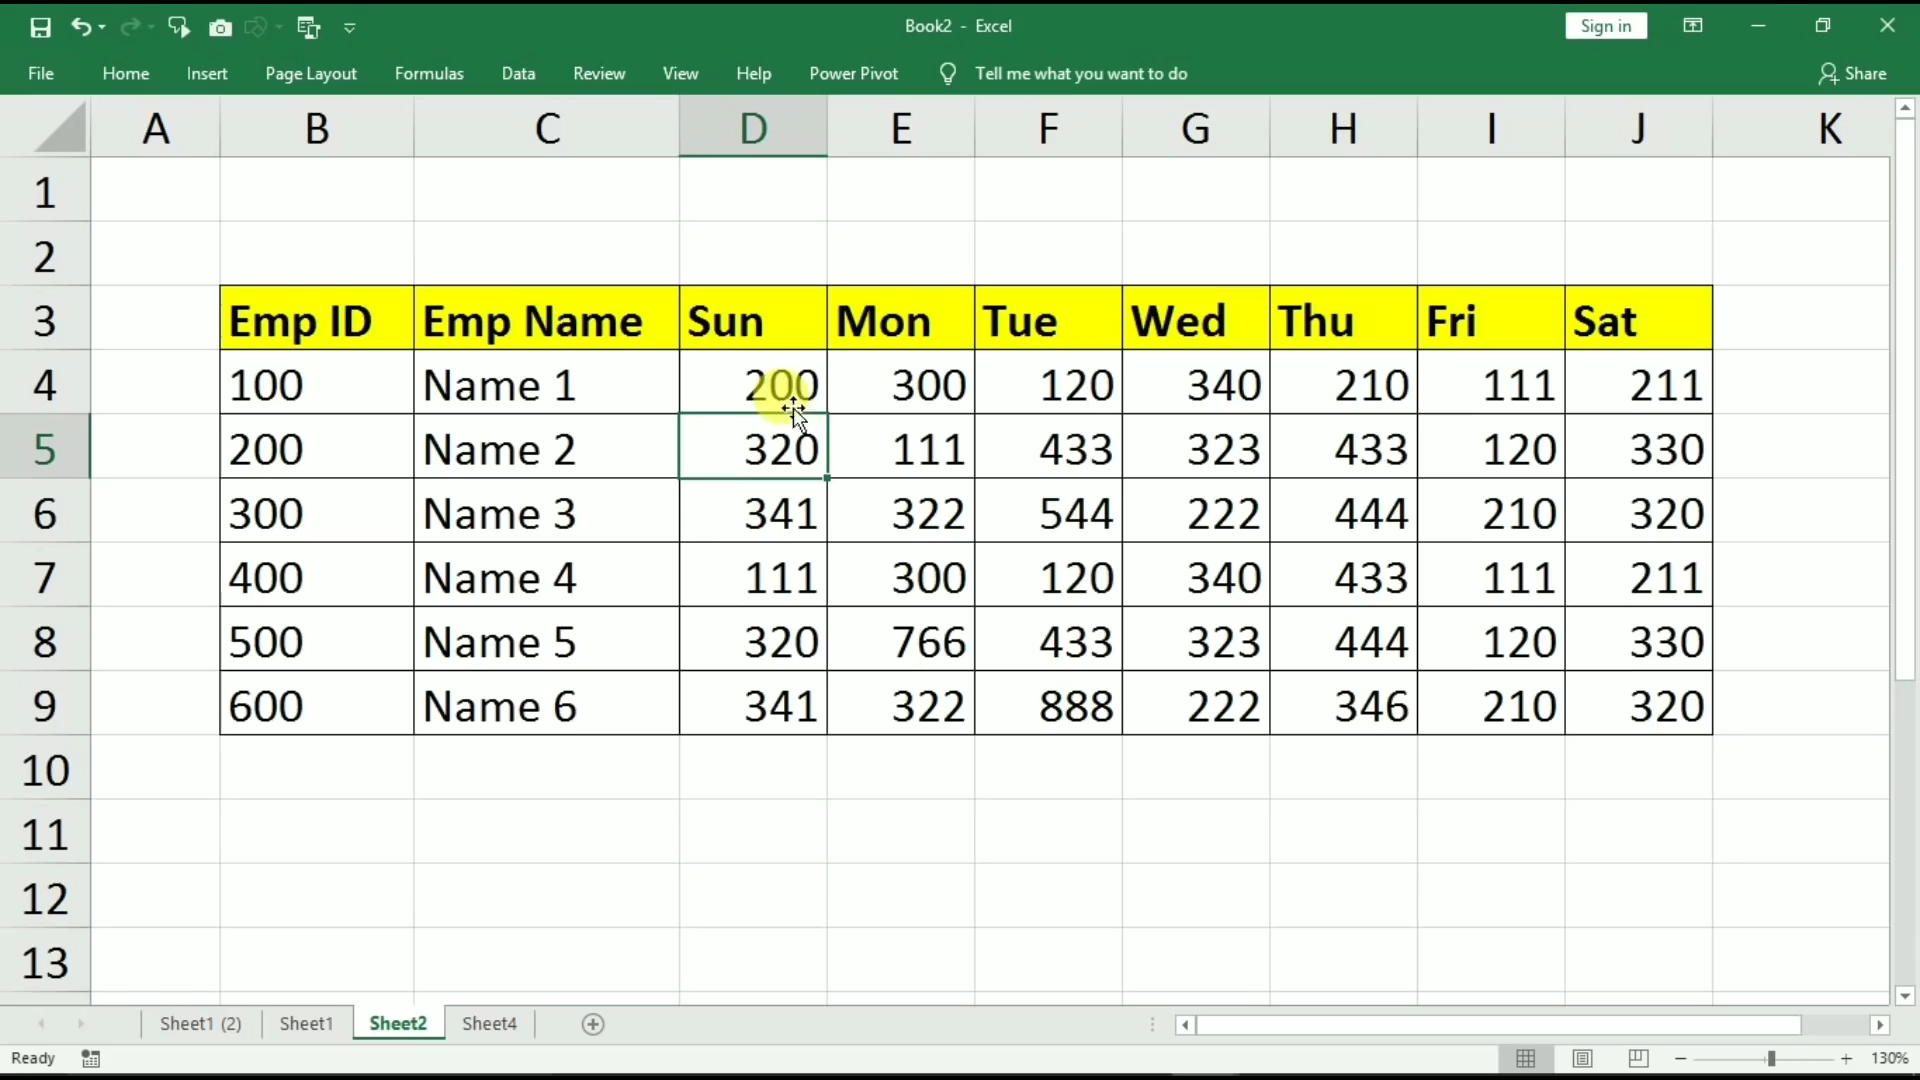 Book2 - Excel
Sign in
File Home Insert Page Layout Formulas Data Review View Help Power Pivot Tell me what you want to do Share
A B C D E F G H I J K
1
2
3 Emp ID Emp Name Sun Mon Tue Wed Thu Fri Sat
4 100 Name 1 200 300 120 340 210 111 211
5 200 Name 2 320 111 433 323 433 120 330
6 300 Name 3 341 322 544 222 444 210 320
7 400 Name 4 111 300 120 340 433 111 211
8 500 Name 5 320 766 433 323 444 120 330
9 600 Name 6 341 322 888 222 346 210 320
10
11
12
13
Sheet1 (2) Sheet1 Sheet2 Sheet4
Ready 130%